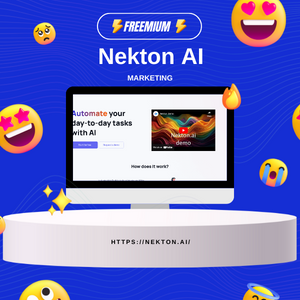 FREEMIUM
Nekton AI
MARKETING
Automate your
day-to-day tasks
with AI
Nekton.ai
demo
How does it work?
HTTPS://NEKTON.AI/